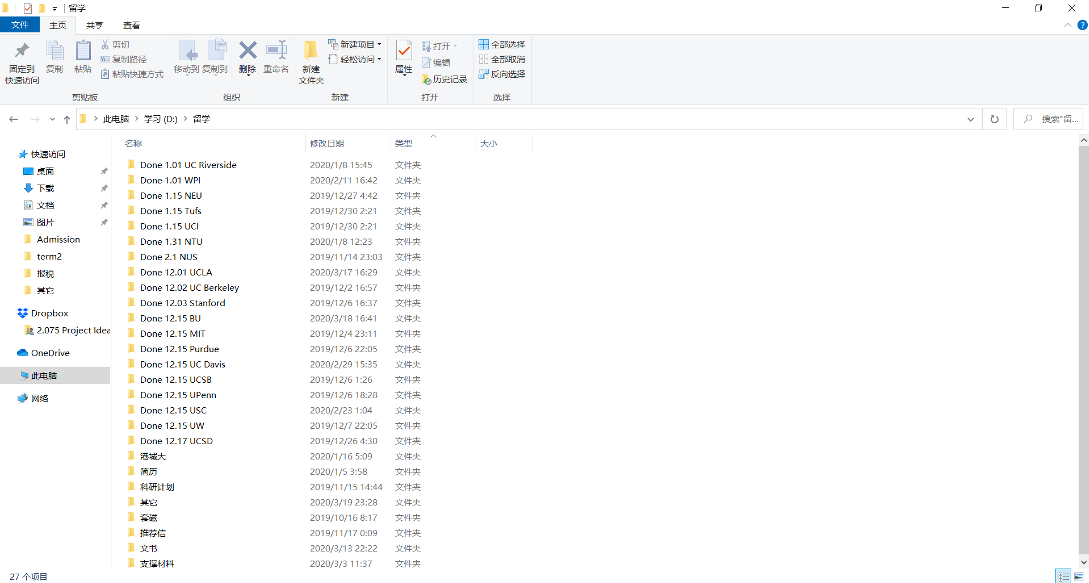 留学
文件 主页 共享 查看
固定到快速访问 复制 粘贴 剪切 复制路径 粘贴快捷方式 移动到 复制到 删除 重命名 新建文件夹 新建项目 轻松访问 属性 打开 编辑 历史记录 全部选择 全部取消 反向选择
剪贴板 组织 新建 打开 选择
此电脑 学习 (D:) 留学 搜索"留...
名称 修改日期 类型 大小
快速访问
桌面
下载
文档
图片
Admission
term2
报税
其它
Dropbox
2.075 Project Idea
OneDrive
此电脑
网络
Done 1.01 UC Riverside 2020/1/8 15:45 文件夹
Done 1.01 WPI 2020/2/11 16:42 文件夹
Done 1.15 NEU 2019/12/27 4:42 文件夹
Done 1.15 Tufs 2019/12/30 2:21 文件夹
Done 1.15 UCI 2019/12/30 2:21 文件夹
Done 1.31 NTU 2020/1/8 12:23 文件夹
Done 2.1 NUS 2019/11/14 23:03 文件夹
Done 12.01 UCLA 2020/3/17 16:29 文件夹
Done 12.02 UC Berkeley 2019/12/2 16:57 文件夹
Done 12.03 Stanford 2019/12/6 16:37 文件夹
Done 12.15 BU 2020/3/18 16:41 文件夹
Done 12.15 MIT 2019/12/4 23:11 文件夹
Done 12.15 Purdue 2019/12/6 22:05 文件夹
Done 12.15 UC Davis 2020/2/29 15:35 文件夹
Done 12.15 UCSB 2019/12/6 1:26 文件夹
Done 12.15 UPenn 2019/12/6 18:28 文件夹
Done 12.15 USC 2020/2/23 1:04 文件夹
Done 12.15 UW 2019/12/7 22:05 文件夹
Done 12.17 UCSD 2019/12/26 4:30 文件夹
港城大 2020/1/16 5:09 文件夹
简历 2020/1/5 3:58 文件夹
科研计划 2019/11/15 14:44 文件夹
其它 2020/3/19 23:28 文件夹
套磁 2019/10/16 8:17 文件夹
推荐信 2019/11/17 0:09 文件夹
文书 2020/3/13 22:22 文件夹
支撑材料 2020/3/3 11:37 文件夹
27 个项目